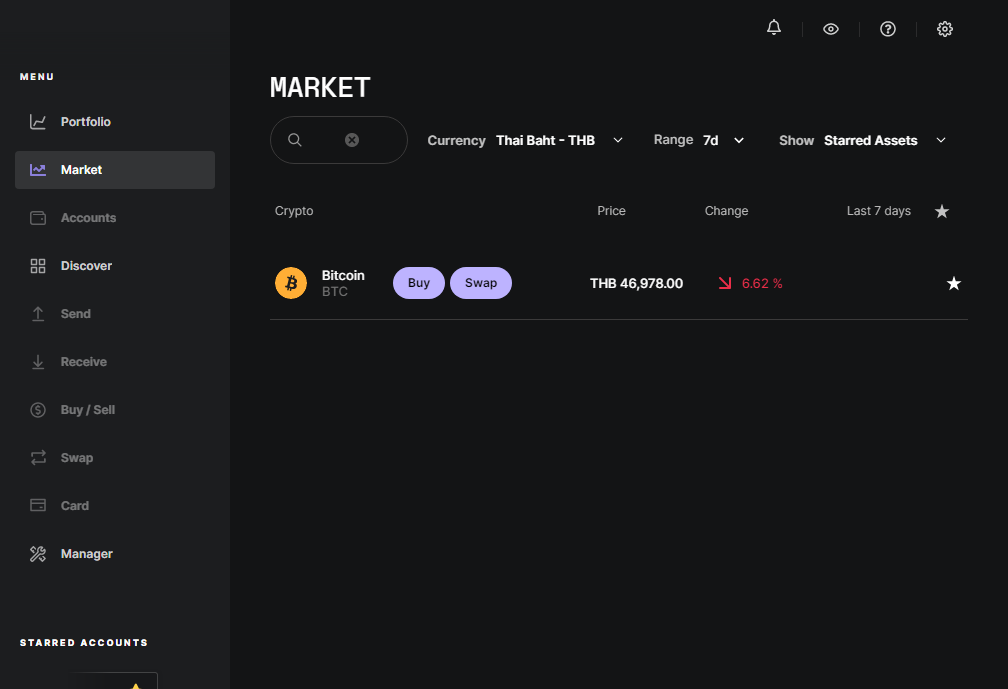 MENU
Portfolio
Market
Accounts
Discover
Send
Receive
Buy / Sell
Swap
Card
Manager
STARRED ACCOUNTS
MARKET
Currency Thai Baht - THB
Range 7d
Show Starred Assets
Crypto Price Change Last 7 days
Bitcoin
BTC
Buy
Swap
THB 46,978.00
6.62 %